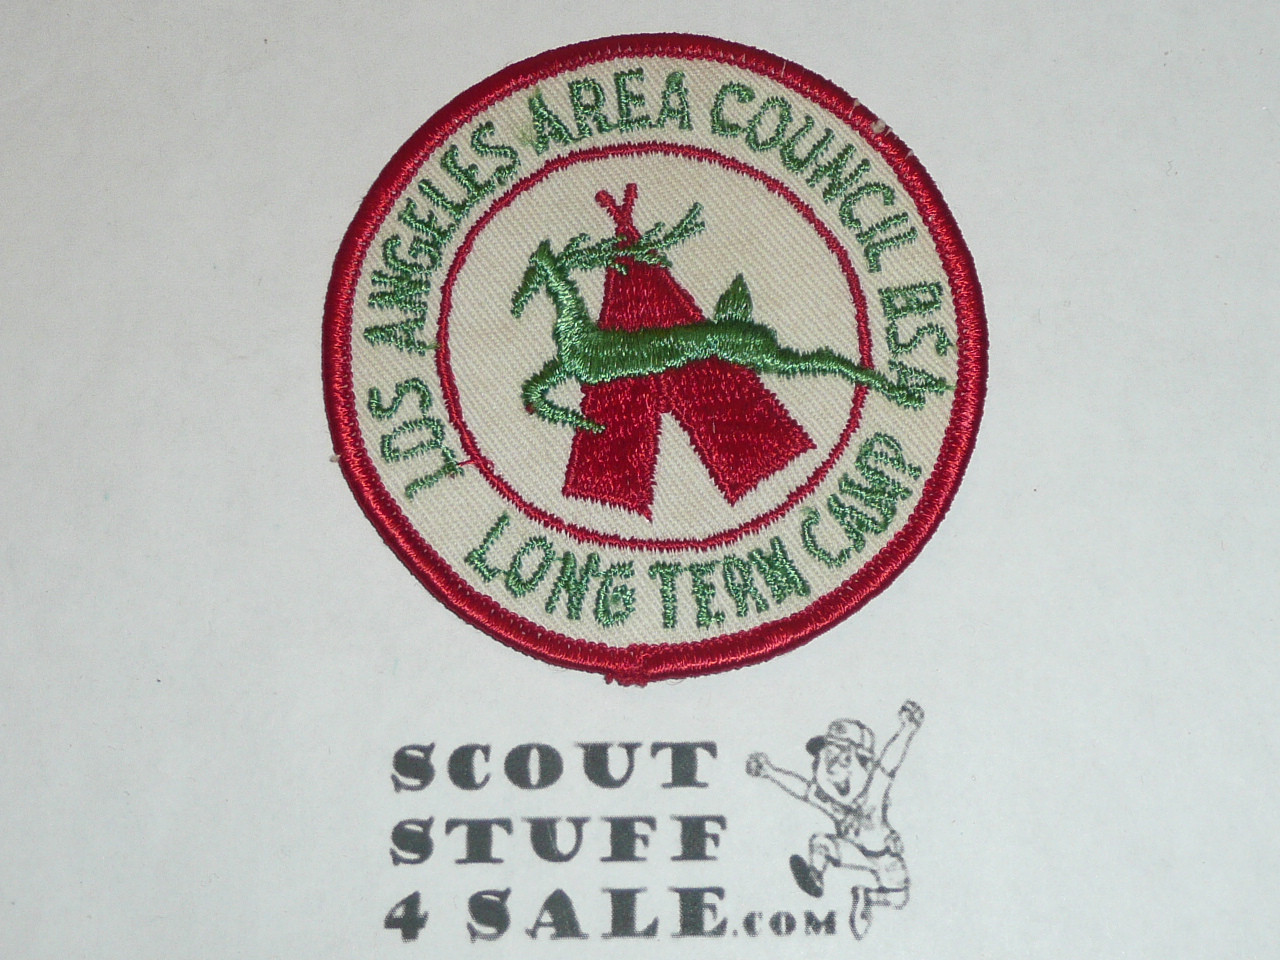 LOS ANGELES AREA COUNCIL BSA
LONG TERM CAMP
SCOUT
STUFF
4 SALE.COM